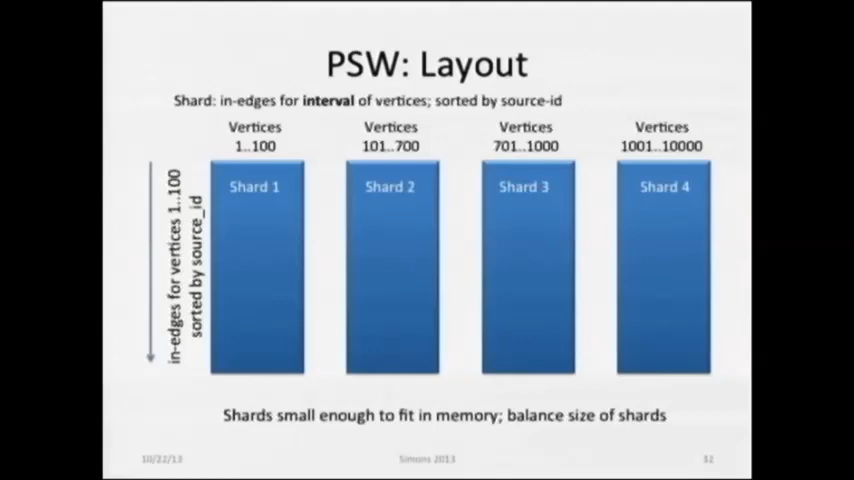 PSW: Layout
Shard: in-edges for interval of vertices; sorted by source-id
Vertices
1..100
Vertices
101..700
Vertices
701..1000
Vertices
1001..10000
in-edges for vertices 1..100
sorted by source_id
Shard 1
Shard 2
Shard 3
Shard 4
Shards small enough to fit in memory; balance size of shards
10/22/13
Simons 2013
32